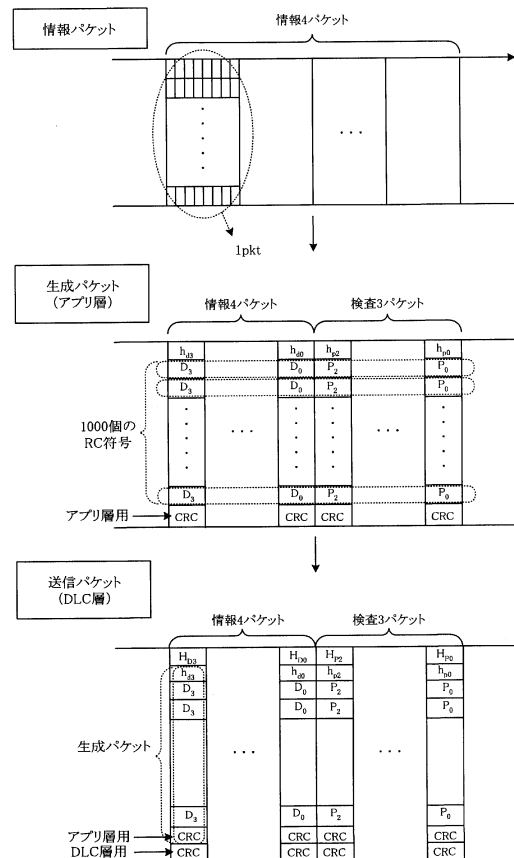 情報パケット
情報4パケット
・・・
1pkt
生成パケット
(アプリ層)
情報4パケット 検査3パケット
h_d3 h_d0 h_p2 h_p0
D_3 D_0 P_2 P_0
D_3 D_0 P_2 P_0
1000個の
RC符号
・・・ ・・・
D_3 D_0 P_2 P_0
アプリ層用 CRC CRC CRC CRC
送信パケット
(DLC層)
情報4パケット 検査3パケット
H_D3 H_D0 H_P2 H_P0
h_d3 h_d0 h_p2 h_p0
D_3 D_0 P_2 P_0
D_3 D_0 P_2 P_0
生成パケット
・・・ ・・・
D_3 D_0 P_2 P_0
アプリ層用 CRC CRC CRC CRC
DLC層用 CRC CRC CRC CRC